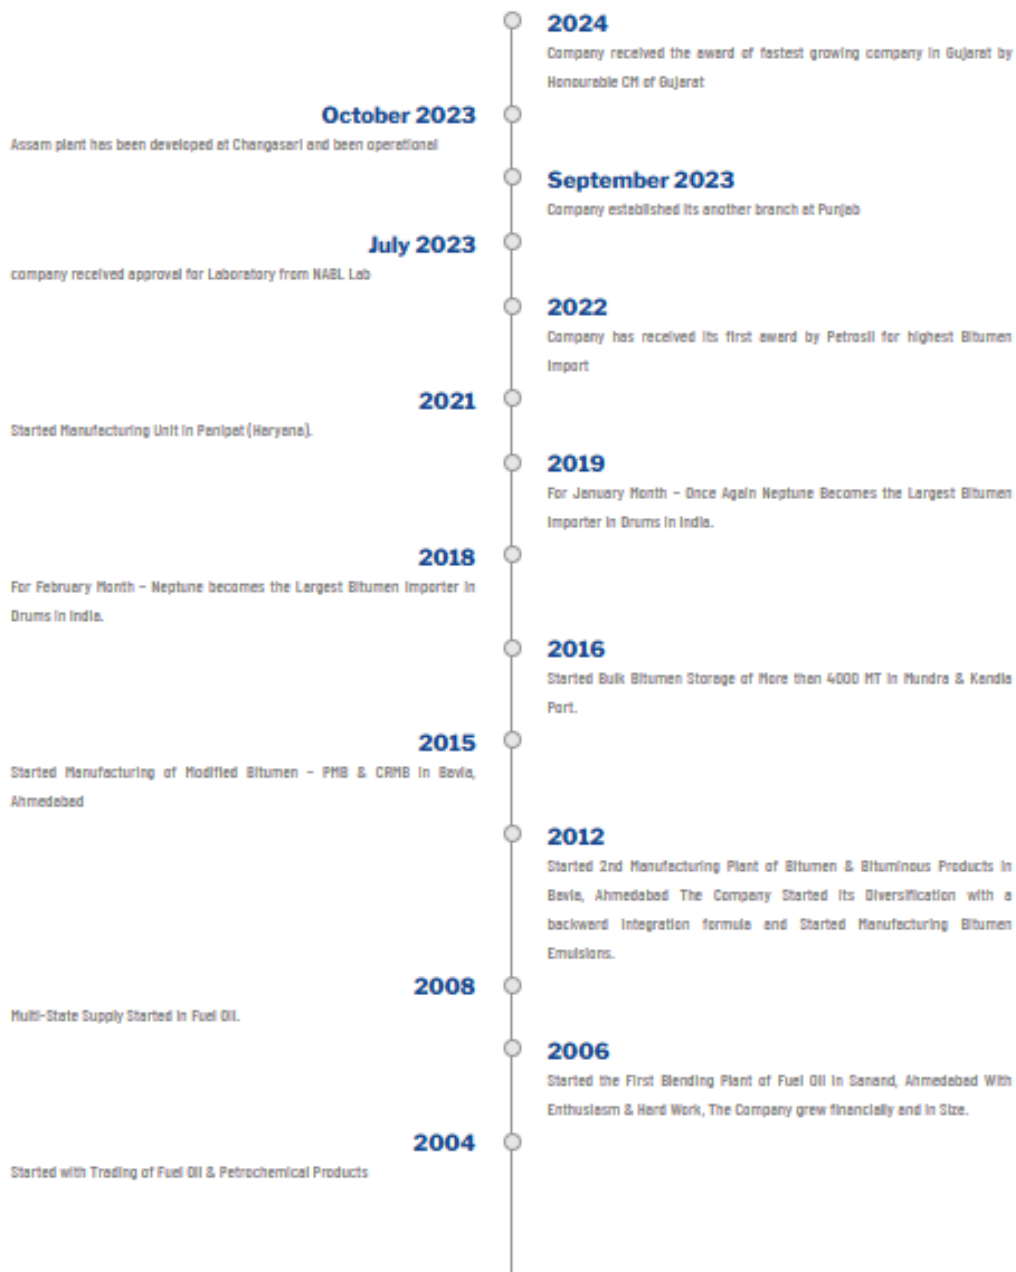 2024
Company received the award of fastest growing company in Gujarat by
Honourable CM of Gujarat
October 2023
Assam plant has been developed at Changasari and been operational
September 2023
Company established its another branch at Punjab
July 2023
company received approval for Laboratory from NABL Lab
2022
Company has received its first award by Petrosil for highest Bitumen
Import
2021
Started Manufacturing Unit in Panipat (Haryana).
2019
For January Month – Once Again Neptune Becomes the Largest Bitumen
Importer in Drums in India.
2018
For February Month – Neptune becomes the Largest Bitumen Importer in
Drums in India.
2016
Started Bulk Bitumen Storage of More than 4000 MT in Mundra & Kandla
Port.
2015
Started Manufacturing of Modified Bitumen – PMB & CRMB in Bavla,
Ahmedabad
2012
Started 2nd Manufacturing Plant of Bitumen & Bituminous Products in
Bavla, Ahmedabad The Company Started its Diversification with a
backward integration formula and Started Manufacturing Bitumen
Emulsions.
2008
Multi-State Supply Started in Fuel Oil.
2006
Started the First Blending Plant of Fuel Oil in Sanand, Ahmedabad With
Enthusiasm & Hard Work, The Company grew financially and in Size.
2004
Started with Trading of Fuel Oil & Petrochemical Products